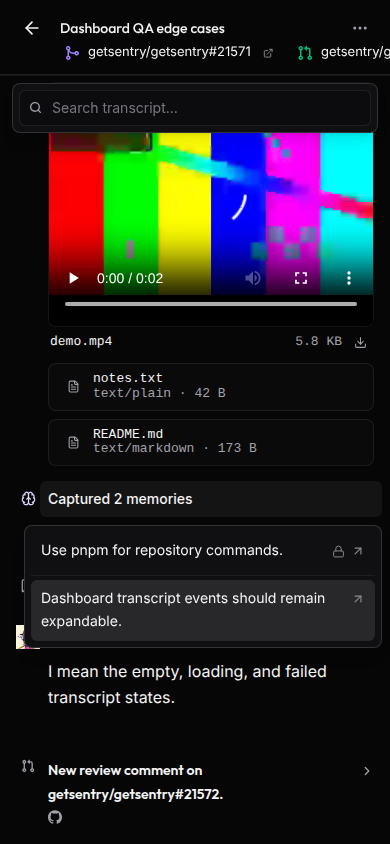 Dashboard QA edge cases
getsentry/getsentry#21571
getsentry/g
Search transcript...
0:00 / 0:02
demo.mp4
5.8 KB
notes.txt
text/plain · 42 B
README.md
text/markdown · 173 B
Captured 2 memories
Use pnpm for repository commands.
Dashboard transcript events should remain
expandable.
I mean the empty, loading, and failed
transcript states.
New review comment on
getsentry/getsentry#21572.